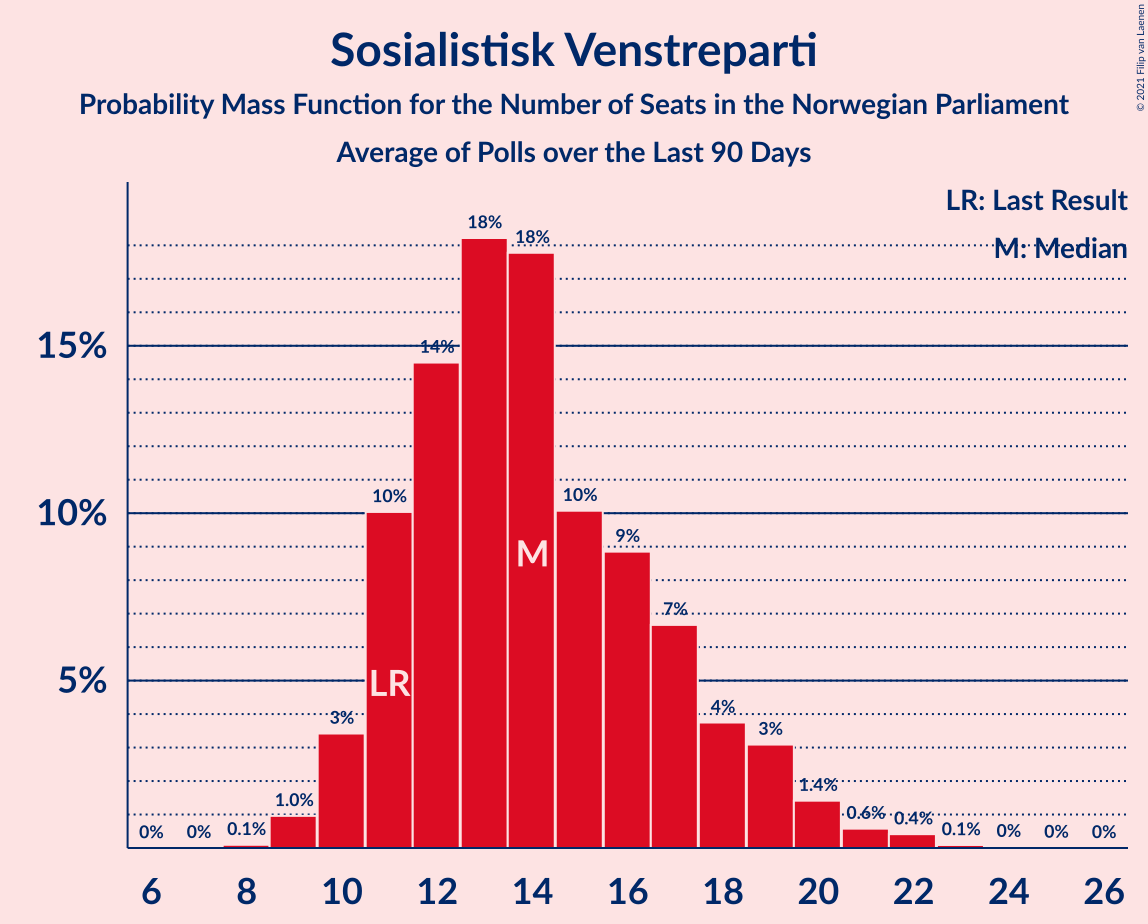 Sosialistisk Venstreparti
Probability Mass Function for the Number of Seats in the Norwegian Parliament
Average of Polls over the Last 90 Days
© 2021 Filip van Laenen
LR: Last Result
M: Median
18%
18%
15%
14%
10%
10%
10%
9%
M
7%
5%
LR
4%
3%
3%
1.4%
1.0%
0.6%
0.4%
0%
0%
0.1%
0.1%
0%
0%
0%
6 8 10 12 14 16 18 20 22 24 26